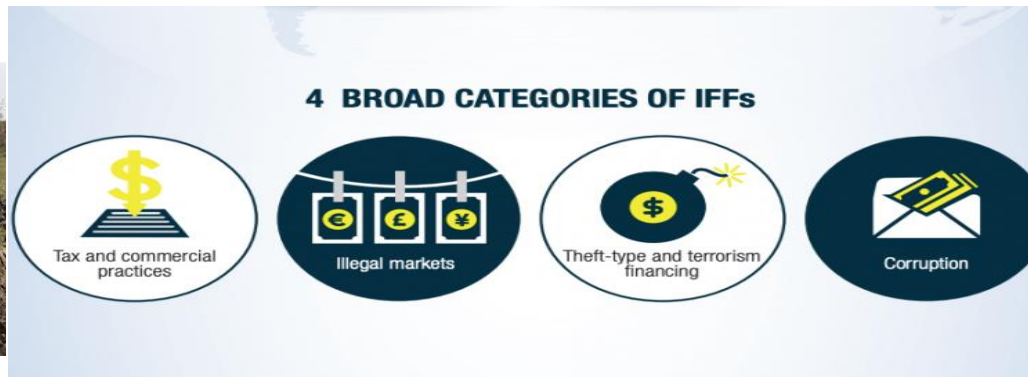 4 BROAD CATEGORIES OF IFFs
$
Tax and commercial
practices
€ £ ¥
Illegal markets
$
Theft-type and terrorism
financing
Corruption